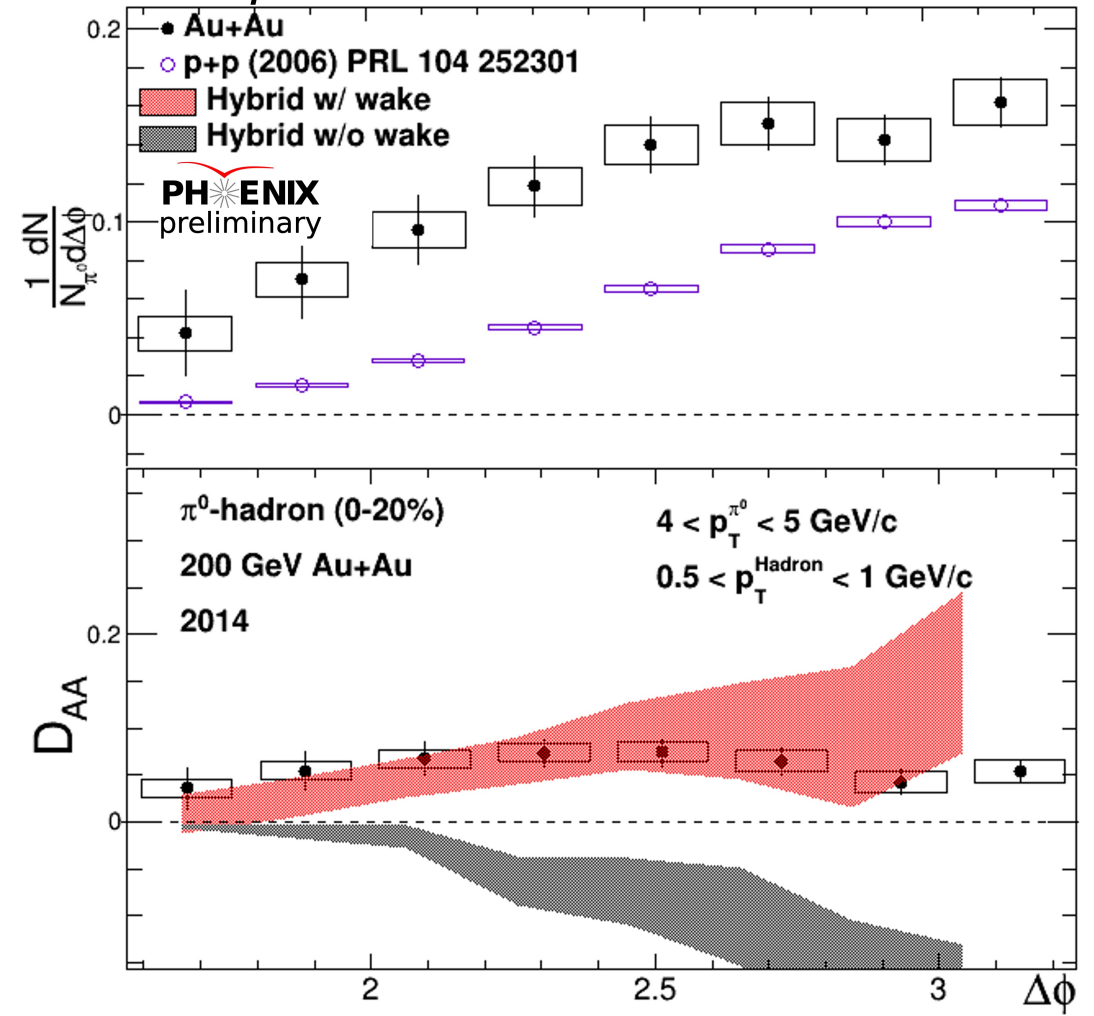 Au+Au
p+p (2006) PRL 104 252301
Hybrid w/ wake
Hybrid w/o wake
PHENIX
preliminary
0.2
0.1
0
1 dN
N_π⁰ dΔϕ
π⁰-hadron (0-20%)
200 GeV Au+Au
2014
4 < p_T^π⁰ < 5 GeV/c
0.5 < p_T^Hadron < 1 GeV/c
0.2
0
D_AA
2 2.5 3 Δϕ